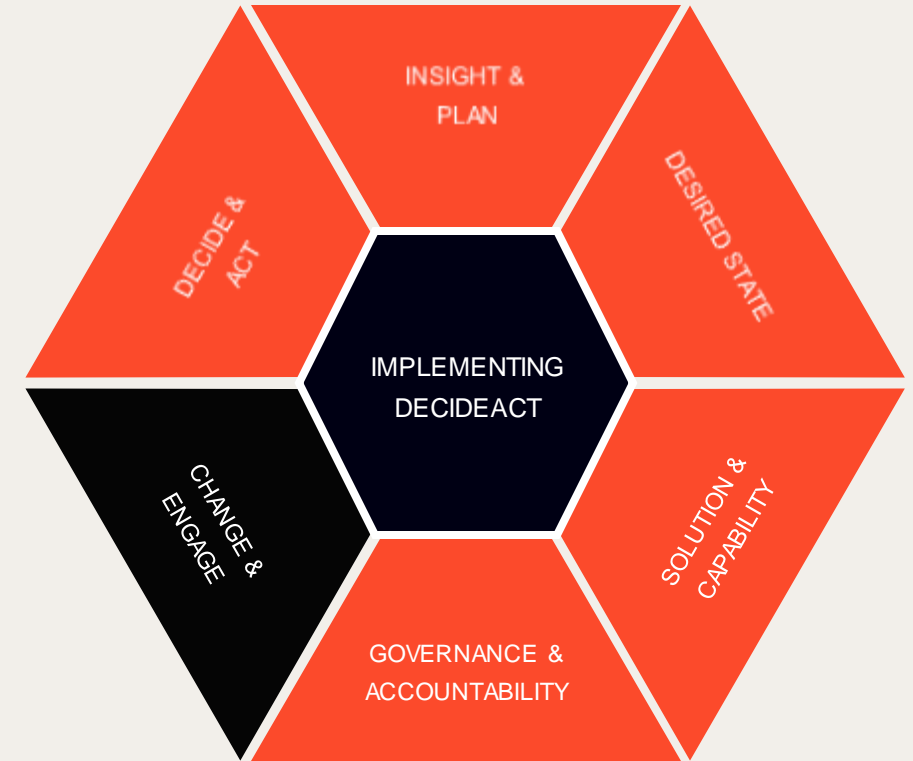 INSIGHT &
PLAN
DESIRED STATE
DECIDE &
ACT
IMPLEMENTING
DECIDEACT
SOLUTION &
CAPABILITY
CHANGE &
ENGAGE
GOVERNANCE &
ACCOUNTABILITY